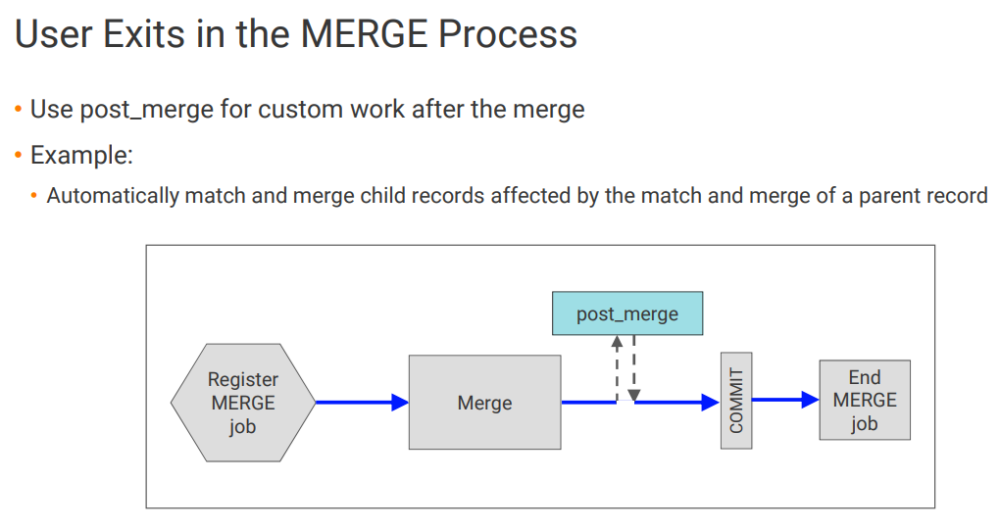 User Exits in the MERGE Process
• Use post_merge for custom work after the merge
• Example:
• Automatically match and merge child records affected by the match and merge of a parent record
post_merge
Register
MERGE
job
Merge
COMMIT
End
MERGE
job